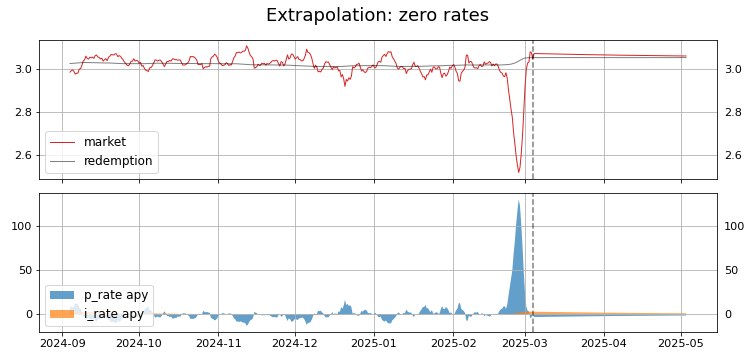 Extrapolation: zero rates
3.0
2.8
2.6
3.0
2.8
2.6
market
redemption
100
50
0
100
50
0
p_rate apy
i_rate apy
2024-09 2024-10 2024-11 2024-12 2025-01 2025-02 2025-03 2025-04 2025-05